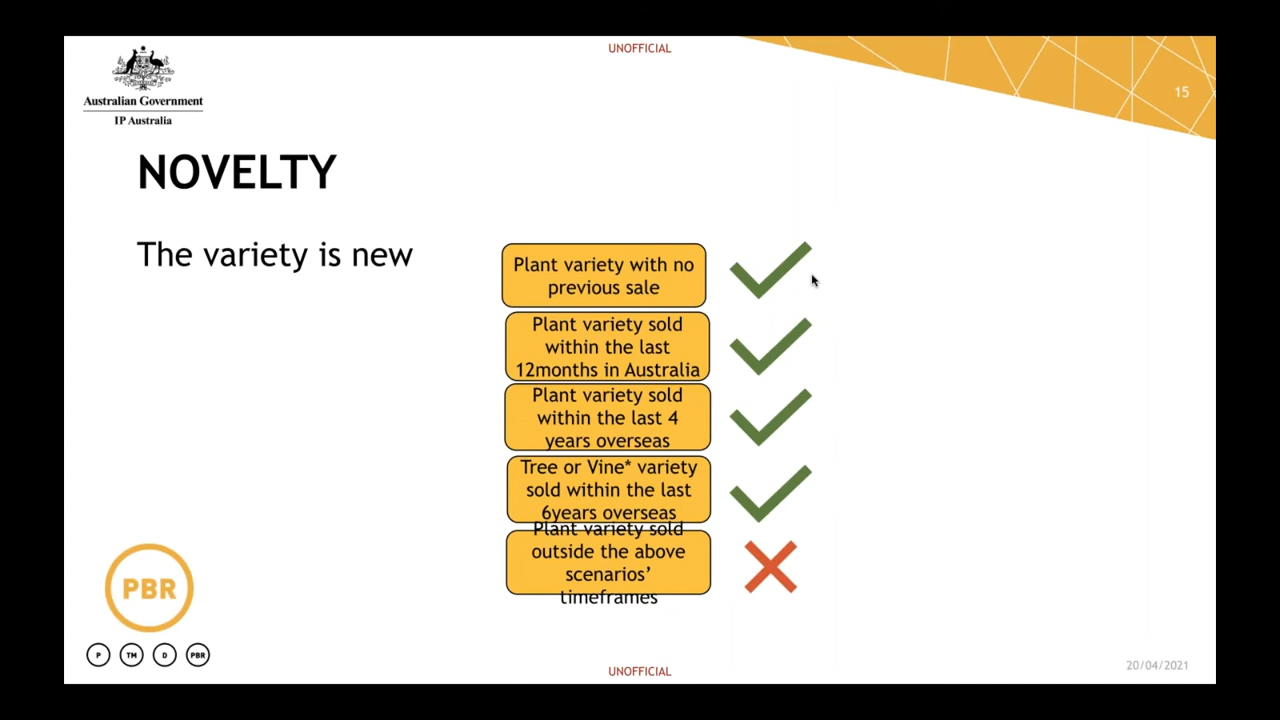 UNOFFICIAL
15
Australian Government
IP Australia
NOVELTY
The variety is new
Plant variety with no
previous sale
Plant variety sold
within the last
12months in Australia
Plant variety sold
within the last 4
years overseas
Tree or Vine* variety
sold within the last
6years overseas
Plant variety sold
outside the above
scenarios’
timeframes
PBR
P TM D PBR
UNOFFICIAL
20/04/2021